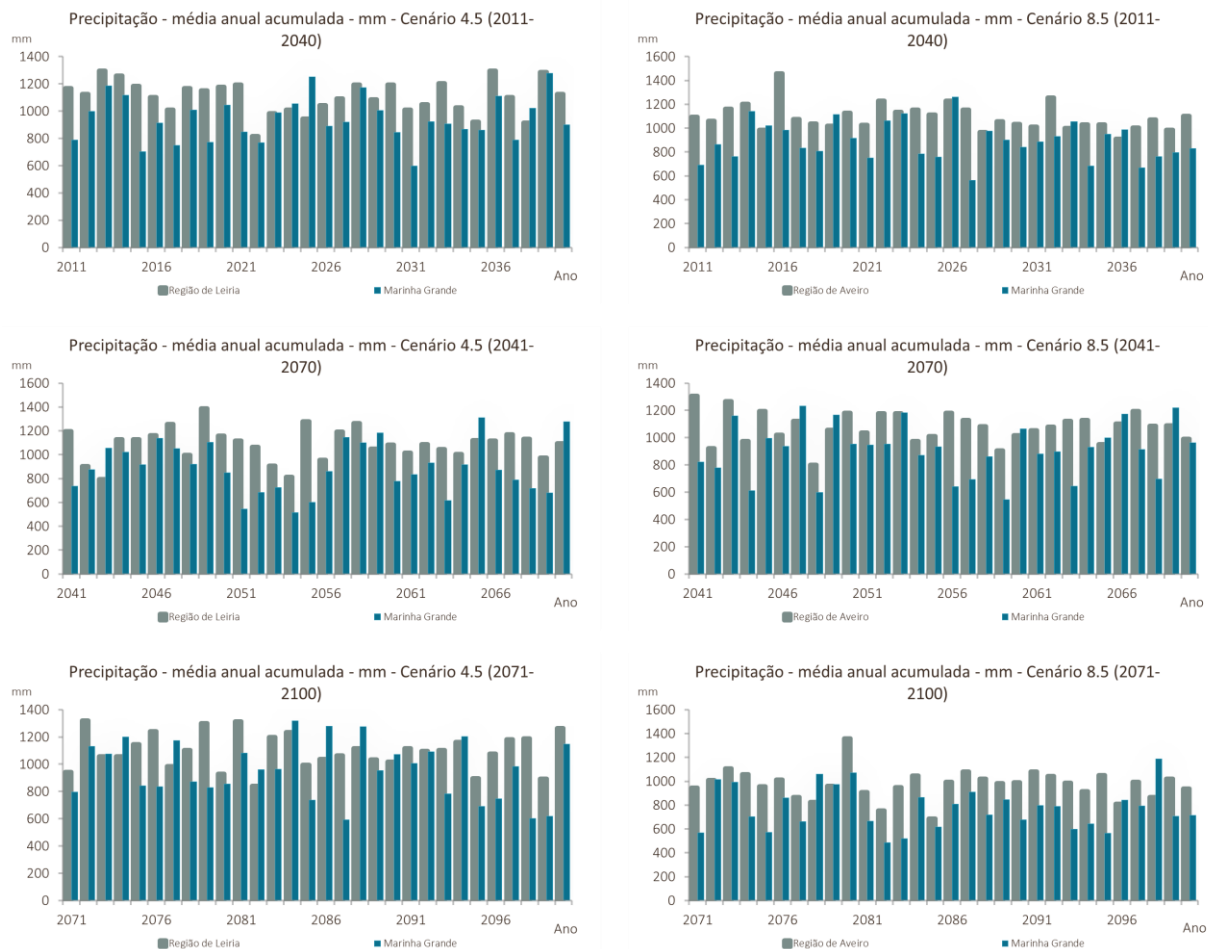 Precipitação - média anual acumulada - mm - Cenário 4.5 (2011-
2040)
mm
1400
1200
1000
800
600
400
200
0
2011 2016 2021 2026 2031 2036
Ano
Região de Leiria Marinha Grande
Precipitação - média anual acumulada - mm - Cenário 8.5 (2011-
2040)
mm
1600
1400
1200
1000
800
600
400
200
0
2011 2016 2021 2026 2031 2036
Ano
Região de Aveiro Marinha Grande
Precipitação - média anual acumulada - mm - Cenário 4.5 (2041-
2070)
mm
1600
1400
1200
1000
800
600
400
200
0
2041 2046 2051 2056 2061 2066
Ano
Região de Leiria Marinha Grande
Precipitação - média anual acumulada - mm - Cenário 8.5 (2041-
2070)
mm
1400
1200
1000
800
600
400
200
0
2041 2046 2051 2056 2061 2066
Ano
Região de Aveiro Marinha Grande
Precipitação - média anual acumulada - mm - Cenário 4.5 (2071-
2100)
mm
1400
1200
1000
800
600
400
200
0
2071 2076 2081 2086 2091 2096
Ano
Região de Leiria Marinha Grande
Precipitação - média anual acumulada - mm - Cenário 8.5 (2071-
2100)
mm
1600
1400
1200
1000
800
600
400
200
0
2071 2076 2081 2086 2091 2096
Ano
Região de Aveiro Marinha Grande